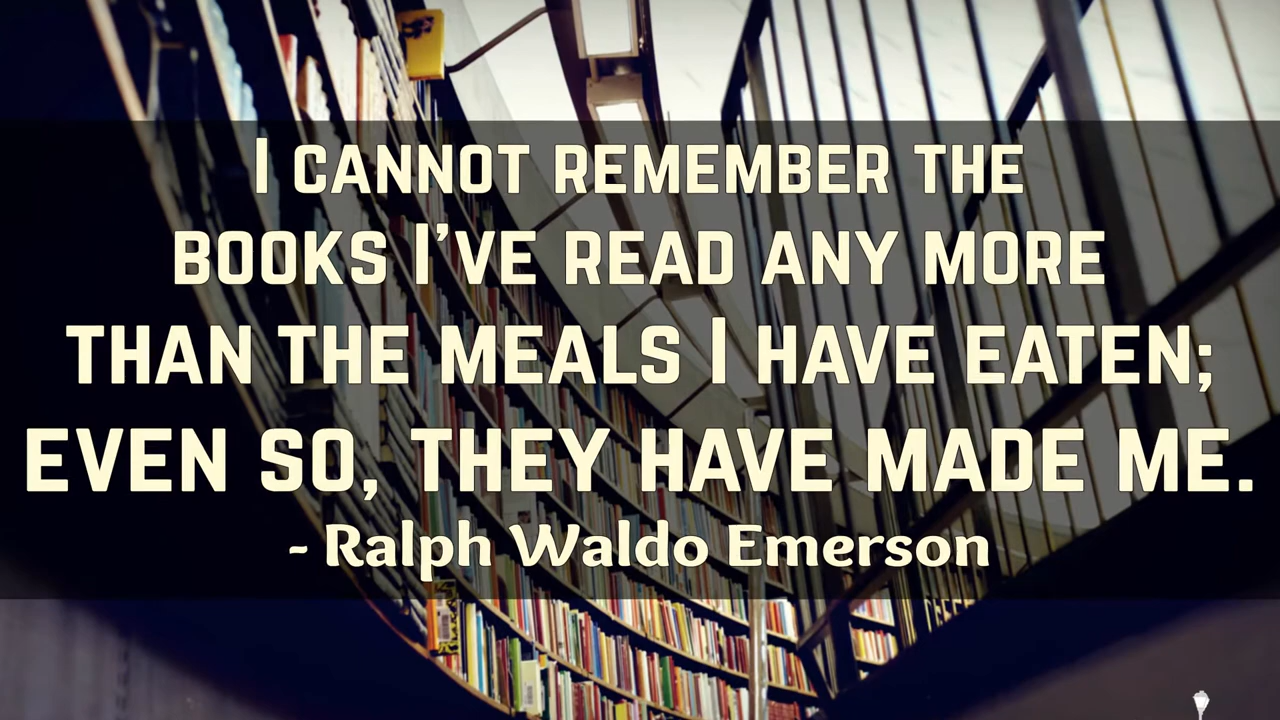 I CANNOT REMEMBER THE
BOOKS I'VE READ ANY MORE
THAN THE MEALS I HAVE EATEN;
EVEN SO, THEY HAVE MADE ME.
- Ralph Waldo Emerson